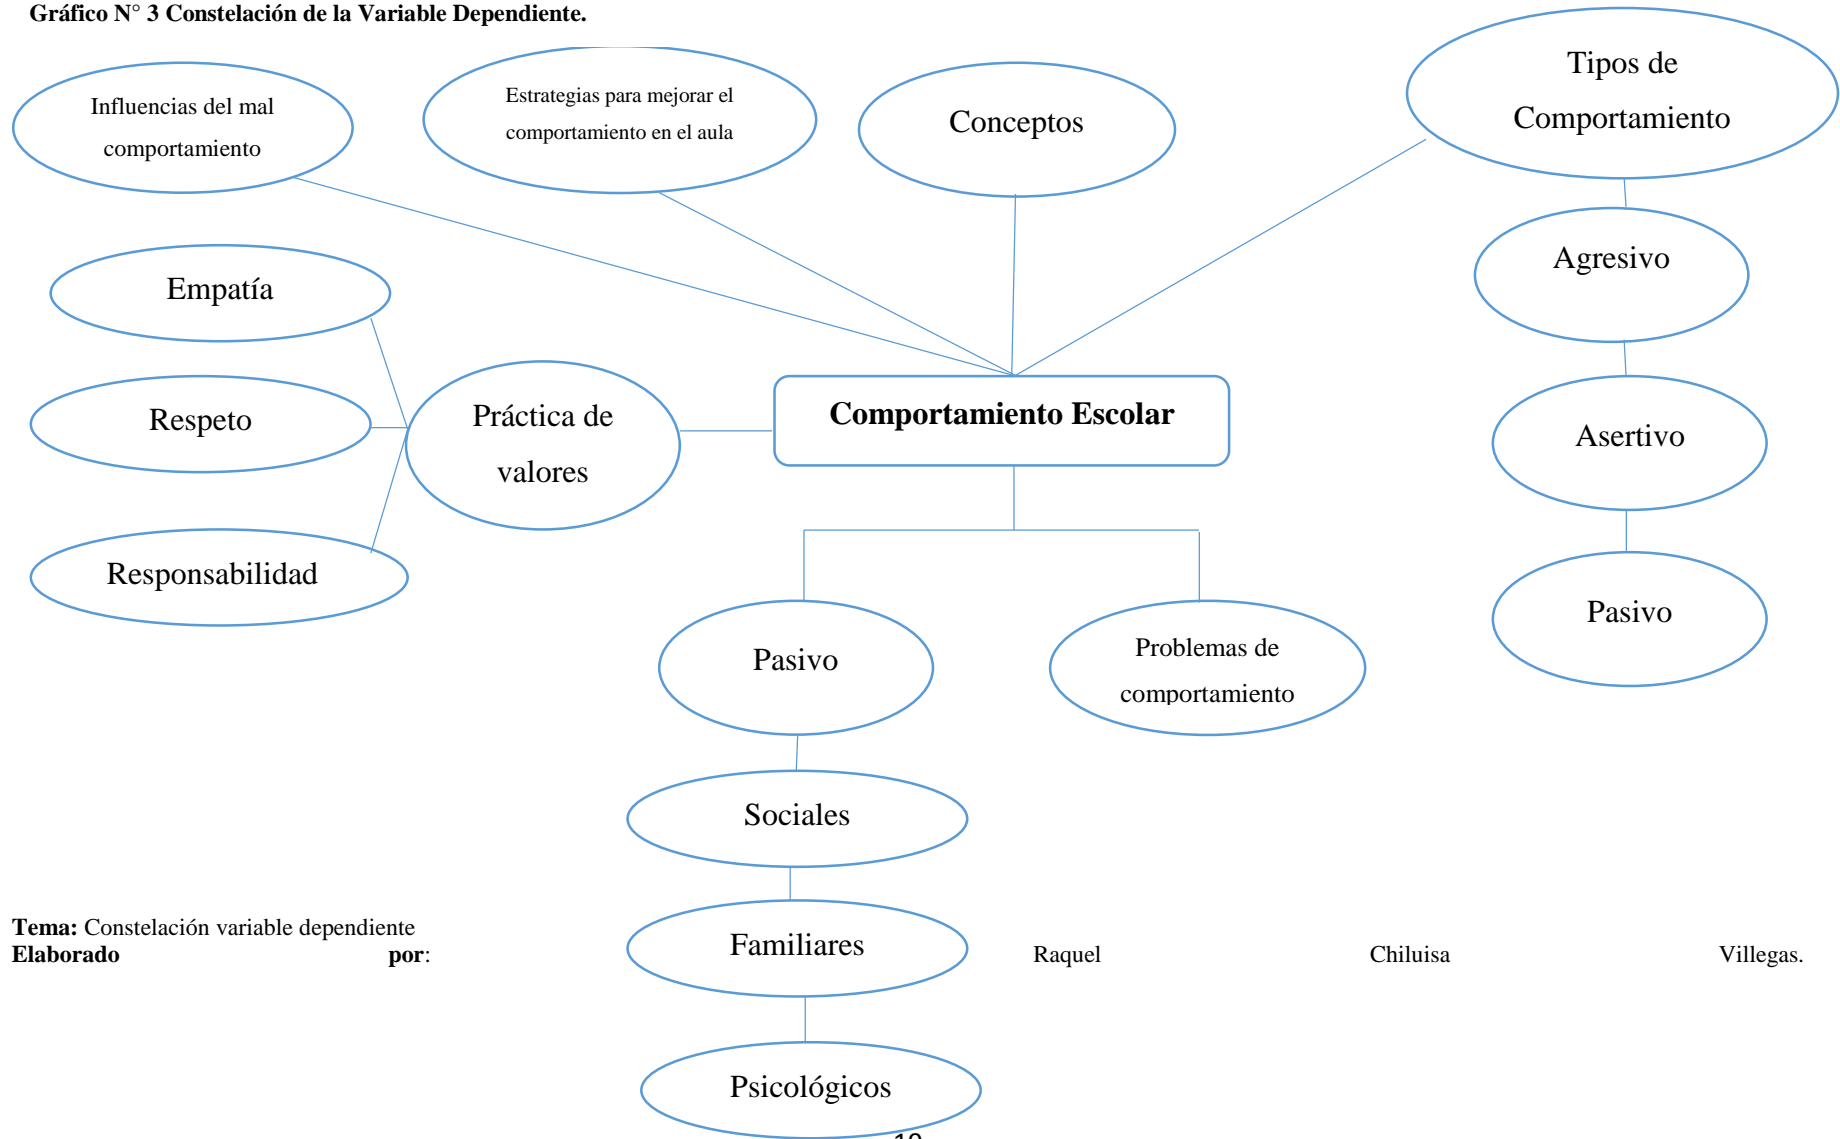 Gráfico N° 3 Constelación de la Variable Dependiente.
Influencias del mal
comportamiento
Estrategias para mejorar el
comportamiento en el aula
Conceptos
Tipos de
Comportamiento
Agresivo
Asertivo
Pasivo
Empatía
Respeto
Responsabilidad
Práctica de
valores
Comportamiento Escolar
Pasivo
Problemas de
comportamiento
Sociales
Familiares
Psicológicos
Tema: Constelación variable dependiente
Elaborado por: Raquel Chiluisa Villegas.